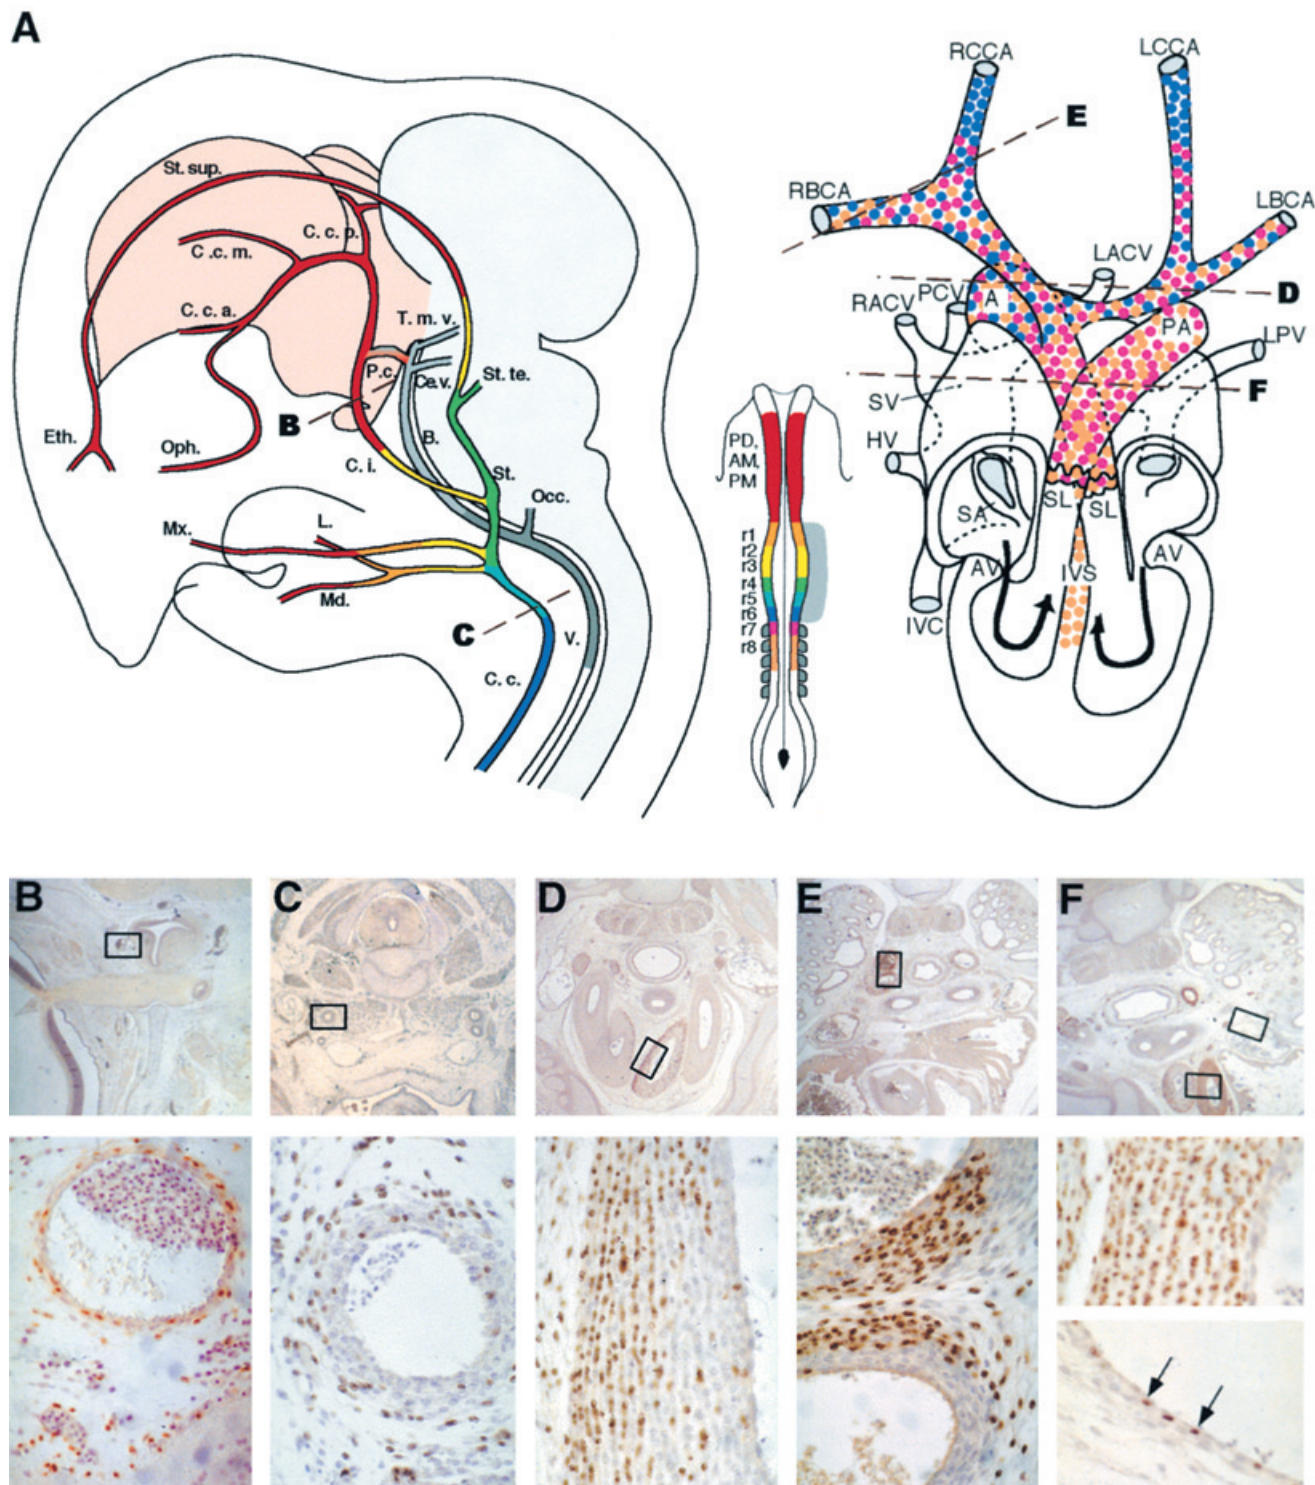 A
St. sup.
C. c. p.
C .c. m.
C. c. a.
T. m. v.
P.c.
Ce.v.
St. te.
B
B.
Eth.
Oph.
C. i.
St.
Occ.
L.
Mx.
Md.
C
V.
C. c.
PD,
AM,
PM
r1
r2
r3
r4
r5
r6
r7
r8
RCCA
LCCA
E
RBCA
LBCA
LACV
RACV
PCV
A
D
PA
LPV
SV
F
HV
SL
SL
SA
AV
IVS
AV
IVC
B
C
D
E
F